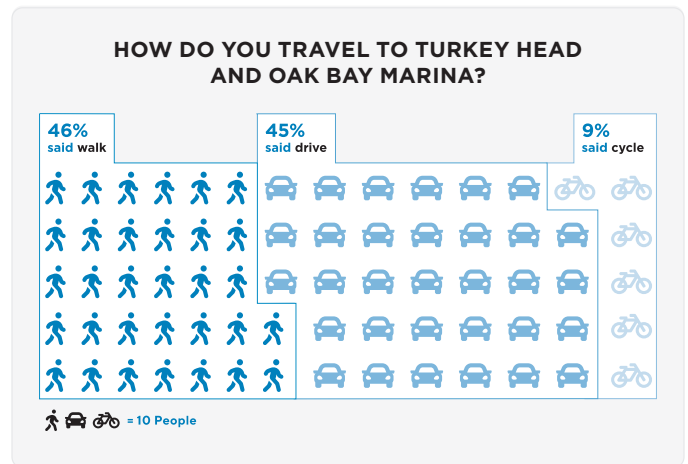 HOW DO YOU TRAVEL TO TURKEY HEAD
AND OAK BAY MARINA?
46%
said walk
45%
said drive
9%
said cycle
= 10 People